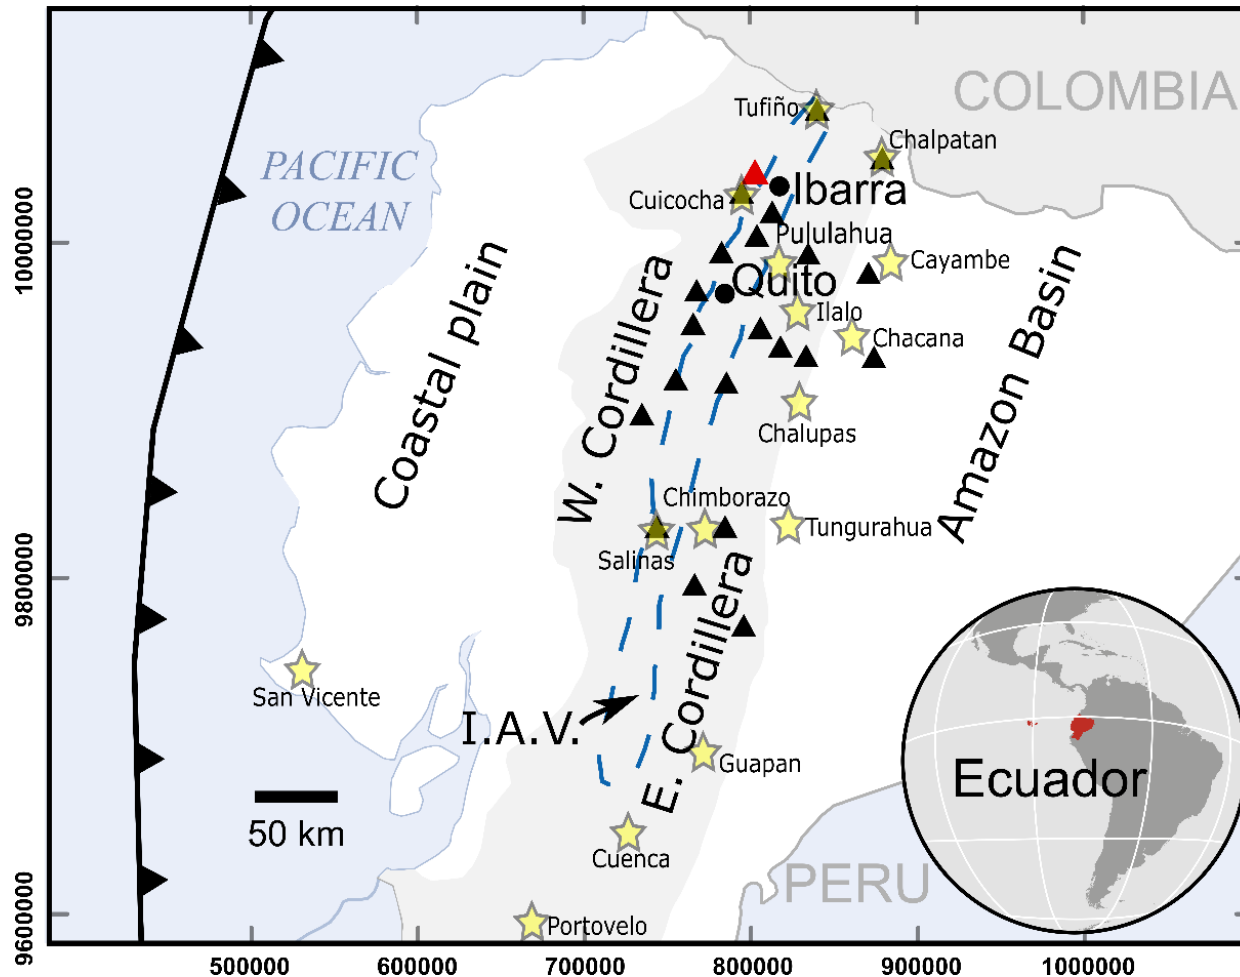 COLOMBIA
Tufiño
Chalpatan
PACIFIC
OCEAN
Ibarra
Cuicocha
Pululahua
Cayambe
Quito
Ilalo
Chacana
Coastal plain
W. Cordillera
Amazon Basin
Chalupas
Chimborazo
Tungurahua
Salinas
E. Cordillera
San Vicente
I.A.V.
Guapan
Ecuador
50 km
Cuenca
PERU
Portovelo
10000000
9800000
9600000
500000
600000
700000
800000
900000
1000000